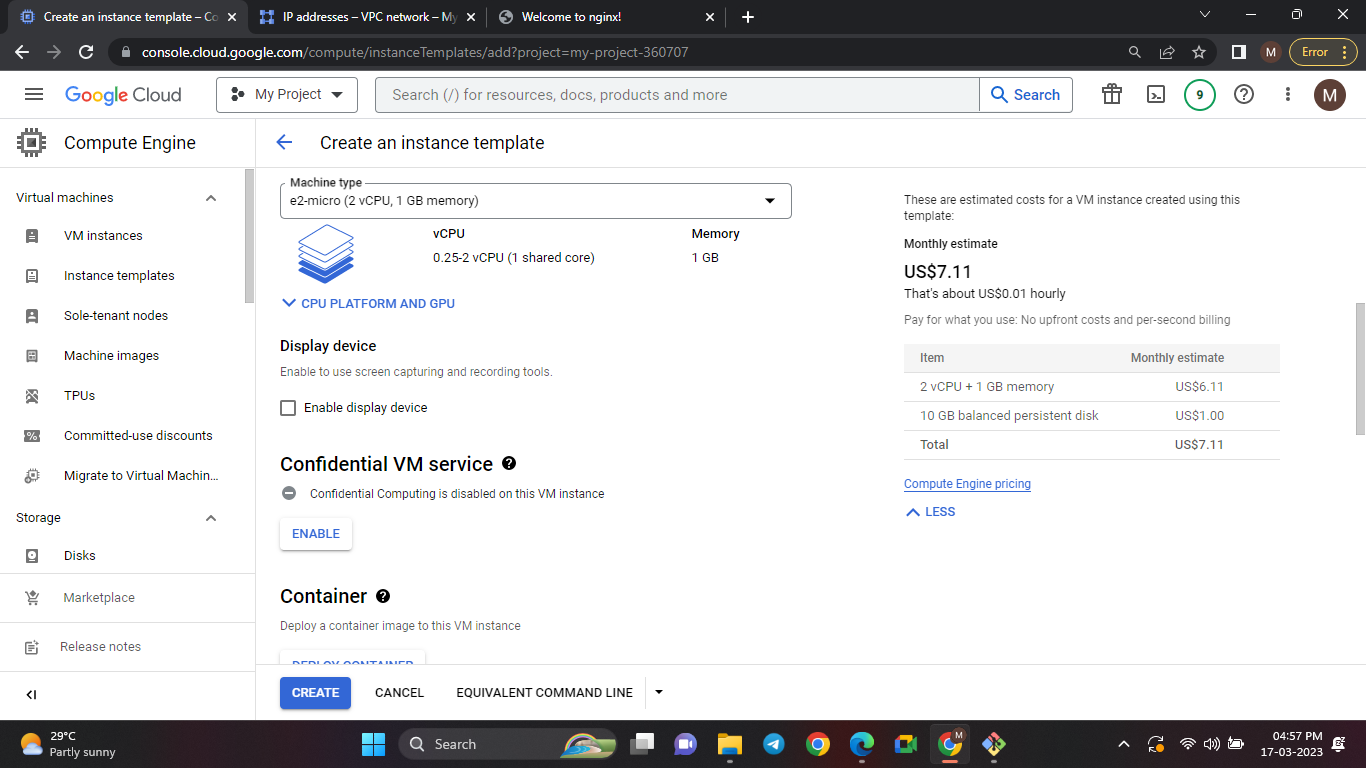 Create an instance template – Co
IP addresses – VPC network – My
Welcome to nginx!
console.cloud.google.com/compute/instanceTemplates/add?project=my-project-360707
M
Error
Google Cloud
My Project
Search (/) for resources, docs, products and more
Search
9
M
Compute Engine
Create an instance template
Virtual machines
VM instances
Instance templates
Sole-tenant nodes
Machine images
TPUs
Committed-use discounts
Migrate to Virtual Machin...
Storage
Disks
Marketplace
Release notes
Machine type
e2-micro (2 vCPU, 1 GB memory)
vCPU
Memory
0.25-2 vCPU (1 shared core)
1 GB
CPU PLATFORM AND GPU
Display device
Enable to use screen capturing and recording tools.
Enable display device
Confidential VM service
Confidential Computing is disabled on this VM instance
ENABLE
Container
Deploy a container image to this VM instance
DEPLOY CONTAINER
CREATE
CANCEL
EQUIVALENT COMMAND LINE
These are estimated costs for a VM instance created using this
template:
Monthly estimate
US$7.11
That's about US$0.01 hourly
Pay for what you use: No upfront costs and per-second billing
Item
Monthly estimate
2 vCPU + 1 GB memory
US$6.11
10 GB balanced persistent disk
US$1.00
Total
US$7.11
Compute Engine pricing
LESS
29°C
Partly sunny
Search
M
04:57 PM
17-03-2023